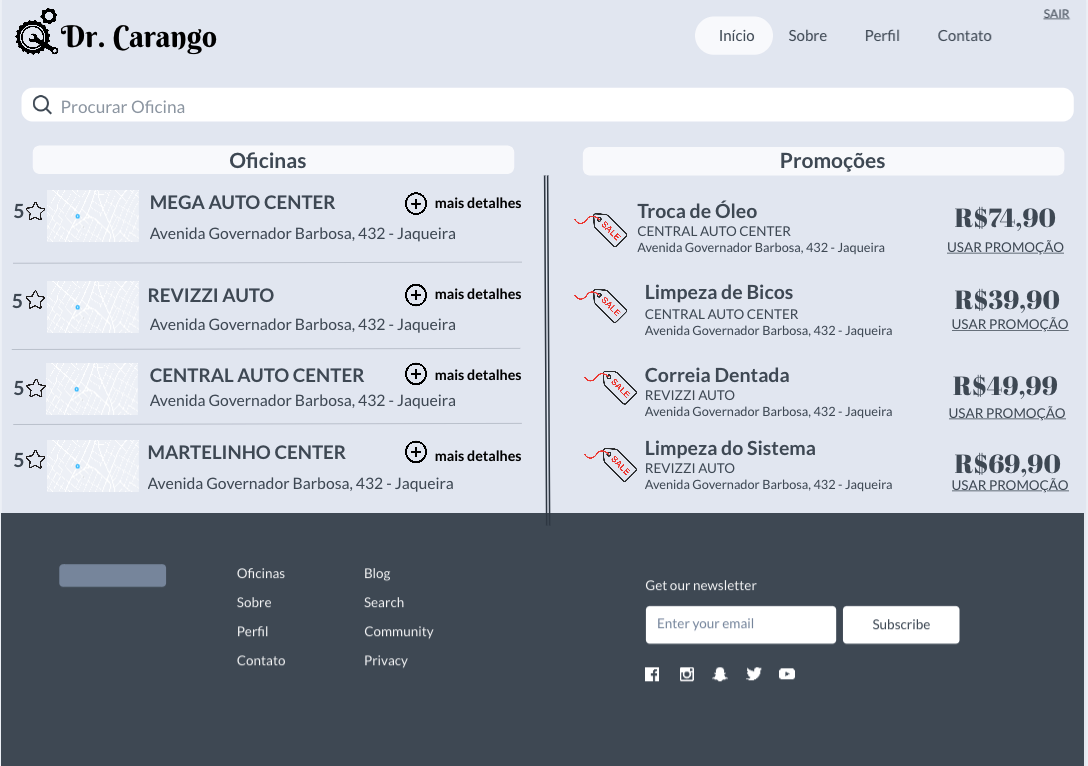 SAIR
Dr. Carango
Início Sobre Perfil Contato
Procurar Oficina
Oficinas
5
MEGA AUTO CENTER
mais detalhes
Avenida Governador Barbosa, 432 - Jaqueira
5
REVIZZI AUTO
mais detalhes
Avenida Governador Barbosa, 432 - Jaqueira
5
CENTRAL AUTO CENTER
mais detalhes
Avenida Governador Barbosa, 432 - Jaqueira
5
MARTELINHO CENTER
mais detalhes
Avenida Governador Barbosa, 432 - Jaqueira
Promoções
SALE
Troca de Óleo
CENTRAL AUTO CENTER
Avenida Governador Barbosa, 432 - Jaqueira
R$74,90
USAR PROMOÇÃO
SALE
Limpeza de Bicos
CENTRAL AUTO CENTER
Avenida Governador Barbosa, 432 - Jaqueira
R$39,90
USAR PROMOÇÃO
SALE
Correia Dentada
REVIZZI AUTO
Avenida Governador Barbosa, 432 - Jaqueira
R$49,99
USAR PROMOÇÃO
SALE
Limpeza do Sistema
REVIZZI AUTO
Avenida Governador Barbosa, 432 - Jaqueira
R$69,90
USAR PROMOÇÃO
Oficinas
Sobre
Perfil
Contato
Blog
Search
Community
Privacy
Get our newsletter
Enter your email
Subscribe